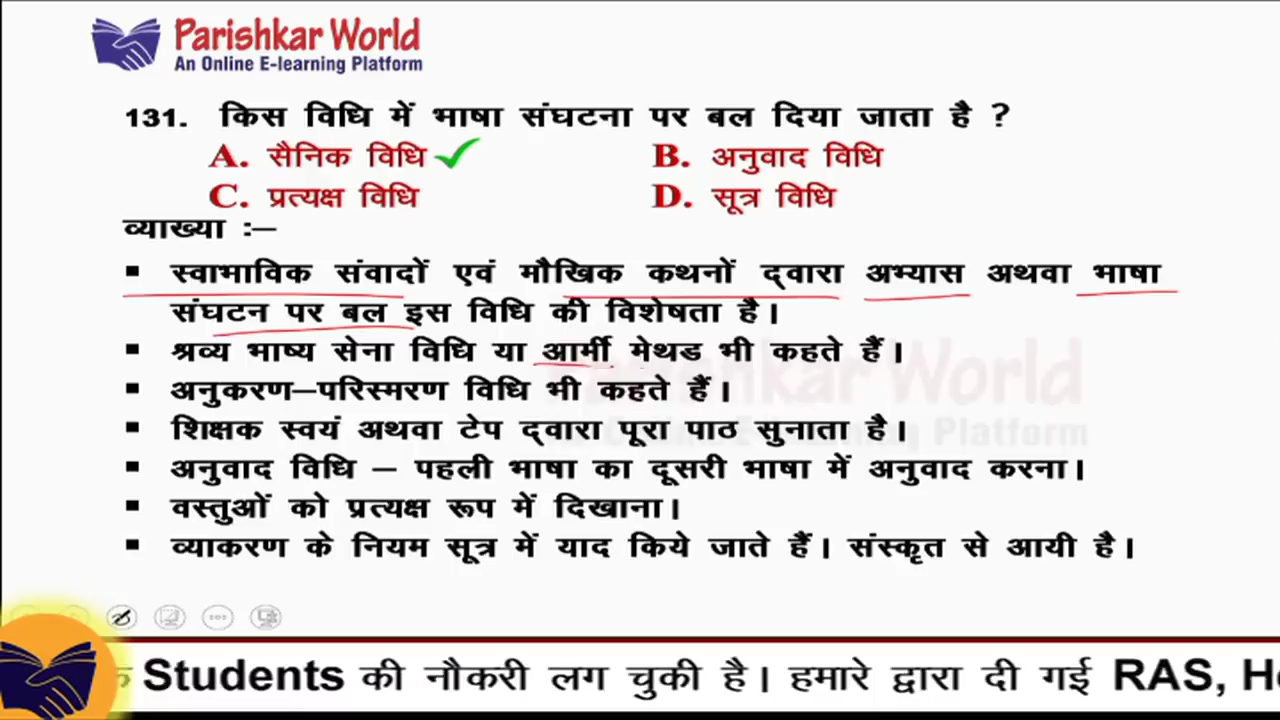 Parishkar World
An Online E-learning Platform
131. किस विधि में भाषा संघटना पर बल दिया जाता है ?
A. सैनिक विधि B. अनुवाद विधि
C. प्रत्यक्ष विधि D. सूत्र विधि
व्याख्या :–
▪ स्वाभाविक संवादों एवं मौखिक कथनों द्वारा अभ्यास अथवा भाषा
संघटन पर बल इस विधि की विशेषता है।
▪ श्रव्य भाष्य सेना विधि या आर्मी मेथड भी कहते हैं।
▪ अनुकरण–परिस्मरण विधि भी कहते हैं।
▪ शिक्षक स्वयं अथवा टेप द्वारा पूरा पाठ सुनाता है।
▪ अनुवाद विधि – पहली भाषा का दूसरी भाषा में अनुवाद करना।
▪ वस्तुओं को प्रत्यक्ष रूप में दिखाना।
▪ व्याकरण के नियम सूत्र में याद किये जाते हैं। संस्कृत से आयी है।
Students की नौकरी लग चुकी है। हमारे द्वारा दी गई RAS,